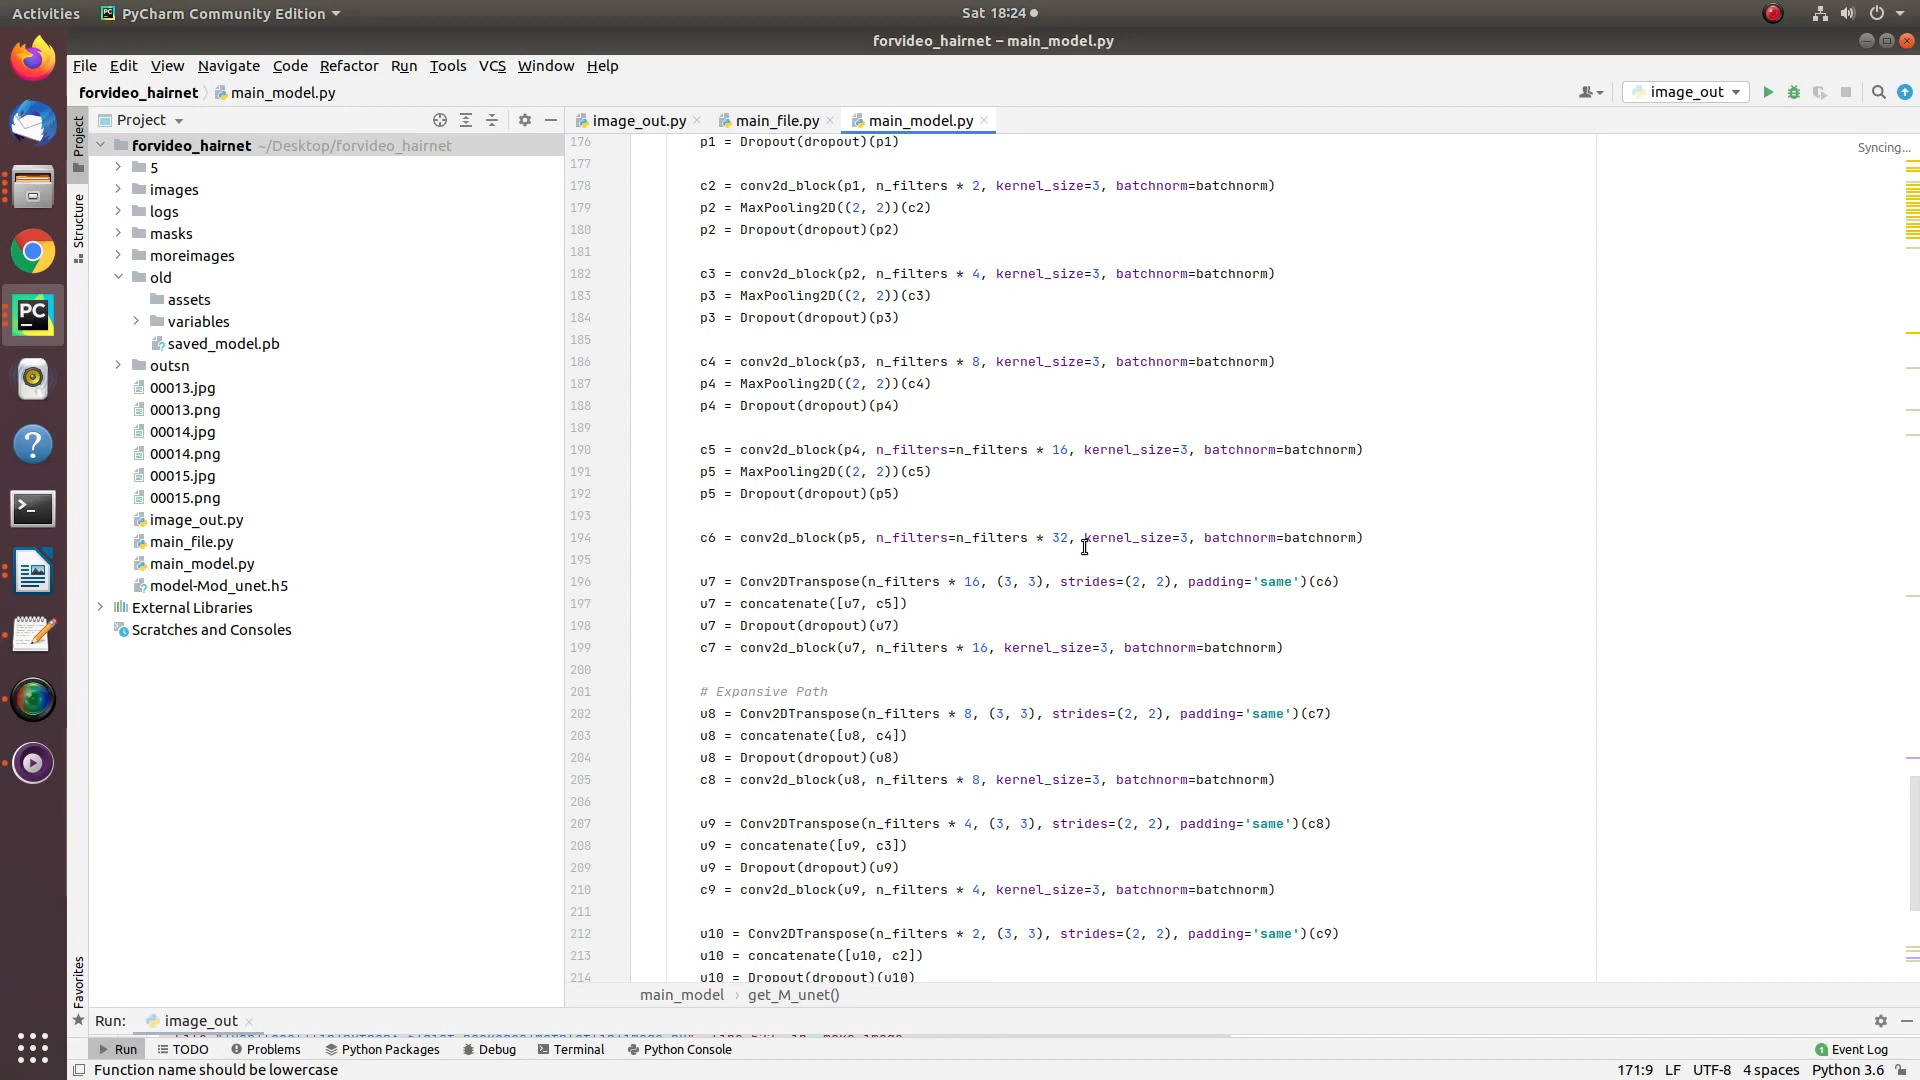 Activities
PyCharm Community Edition
Sat 18:24
forvideo_hairnet – main_model.py
File Edit View Navigate Code Refactor Run Tools VCS Window Help
forvideo_hairnet main_model.py
image_out
Project
image_out.py main_file.py main_model.py
Project
Structure
Favorites
forvideo_hairnet ~/Desktop/forvideo_hairnet
5
images
logs
masks
moreimages
old
assets
variables
saved_model.pb
outsn
00013.jpg
00013.png
00014.jpg
00014.png
00015.jpg
00015.png
image_out.py
main_file.py
main_model.py
model-Mod_unet.h5
External Libraries
Scratches and Consoles
Syncing...
176 p1 = Dropout(dropout)(p1)
177
178 c2 = conv2d_block(p1, n_filters * 2, kernel_size=3, batchnorm=batchnorm)
179 p2 = MaxPooling2D((2, 2))(c2)
180 p2 = Dropout(dropout)(p2)
181
182 c3 = conv2d_block(p2, n_filters * 4, kernel_size=3, batchnorm=batchnorm)
183 p3 = MaxPooling2D((2, 2))(c3)
184 p3 = Dropout(dropout)(p3)
185
186 c4 = conv2d_block(p3, n_filters * 8, kernel_size=3, batchnorm=batchnorm)
187 p4 = MaxPooling2D((2, 2))(c4)
188 p4 = Dropout(dropout)(p4)
189
190 c5 = conv2d_block(p4, n_filters=n_filters * 16, kernel_size=3, batchnorm=batchnorm)
191 p5 = MaxPooling2D((2, 2))(c5)
192 p5 = Dropout(dropout)(p5)
193
194 c6 = conv2d_block(p5, n_filters=n_filters * 32, kernel_size=3, batchnorm=batchnorm)
195
196 u7 = Conv2DTranspose(n_filters * 16, (3, 3), strides=(2, 2), padding='same')(c6)
197 u7 = concatenate([u7, c5])
198 u7 = Dropout(dropout)(u7)
199 c7 = conv2d_block(u7, n_filters * 16, kernel_size=3, batchnorm=batchnorm)
200
201 # Expansive Path
202 u8 = Conv2DTranspose(n_filters * 8, (3, 3), strides=(2, 2), padding='same')(c7)
203 u8 = concatenate([u8, c4])
204 u8 = Dropout(dropout)(u8)
205 c8 = conv2d_block(u8, n_filters * 8, kernel_size=3, batchnorm=batchnorm)
206
207 u9 = Conv2DTranspose(n_filters * 4, (3, 3), strides=(2, 2), padding='same')(c8)
208 u9 = concatenate([u9, c3])
209 u9 = Dropout(dropout)(u9)
210 c9 = conv2d_block(u9, n_filters * 4, kernel_size=3, batchnorm=batchnorm)
211
212 u10 = Conv2DTranspose(n_filters * 2, (3, 3), strides=(2, 2), padding='same')(c9)
213 u10 = concatenate([u10, c2])
214 u10 = Dropout(dropout)(u10)
main_model › get_M_unet()
Run: image_out
Run TODO Problems Python Packages Debug Terminal Python Console
1 Event Log
Function name should be lowercase
171:9 LF UTF-8 4 spaces Python 3.6